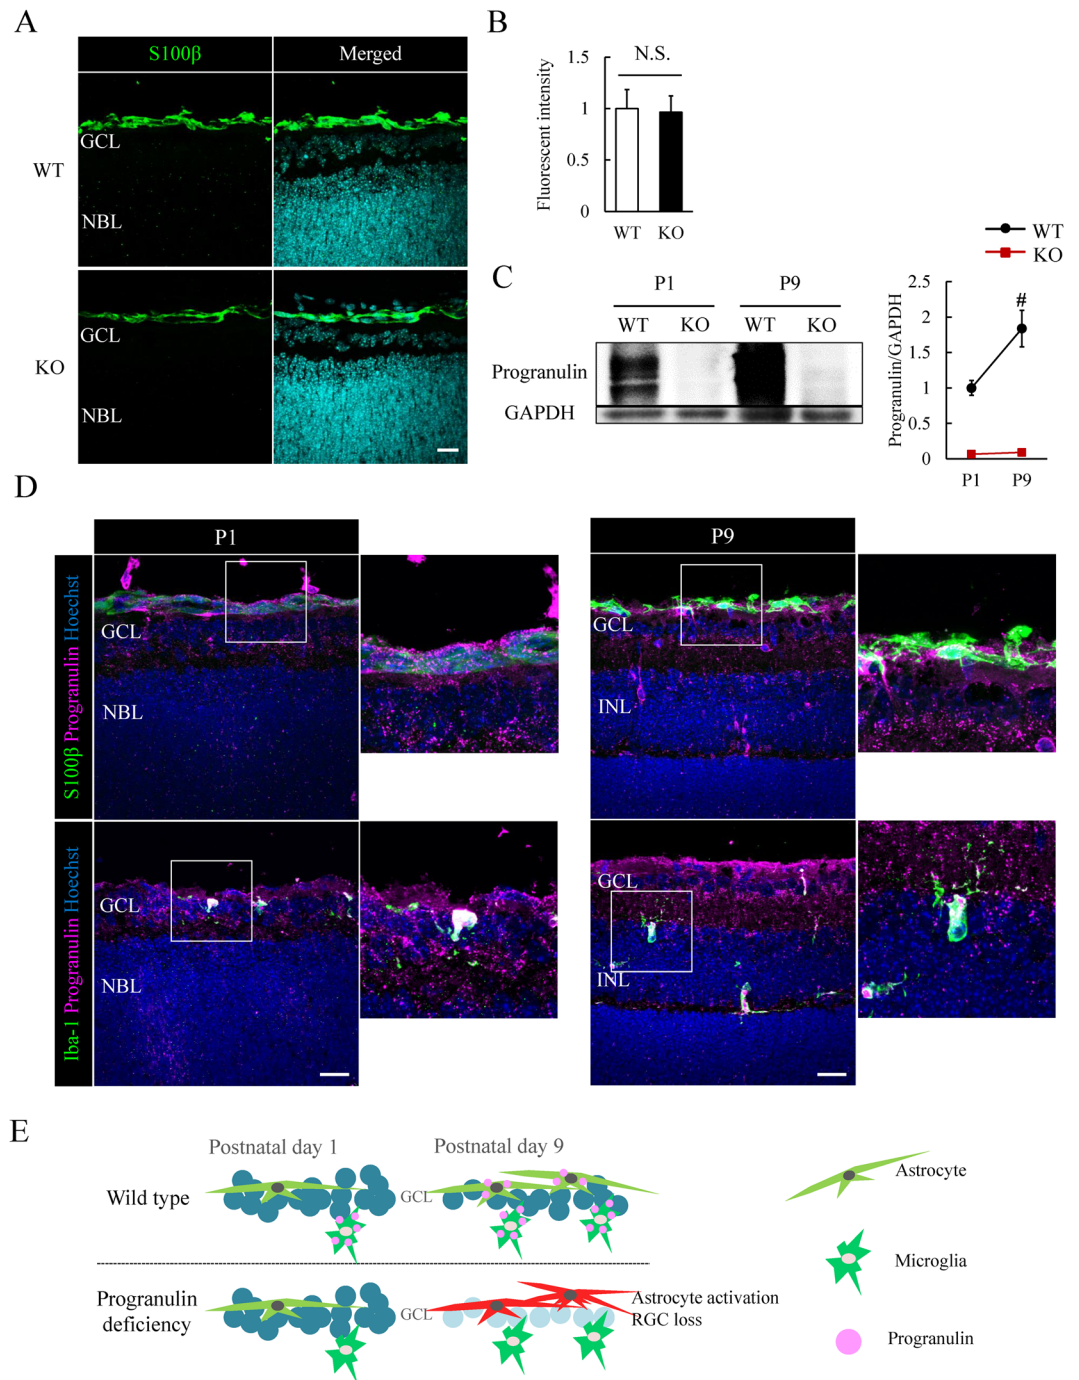 A
S100β
Merged
WT
GCL
NBL
KO
GCL
NBL
B
Fluorescent intensity
1.5
1
0.5
0
N.S.
WT
KO
C
P1
P9
WT
KO
WT
KO
Progranulin
GAPDH
WT
KO
Progranulin/GAPDH
2.5
2
1.5
1
0.5
0
#
P1
P9
D
P1
P9
S100β Progranulin Hoechst
GCL
NBL
GCL
INL
Iba-1 Progranulin Hoechst
GCL
NBL
GCL
INL
E
Postnatal day 1
Postnatal day 9
Wild type
GCL
Progranulin
deficiency
GCL
Astrocyte activation
RGC loss
Astrocyte
Microglia
Progranulin